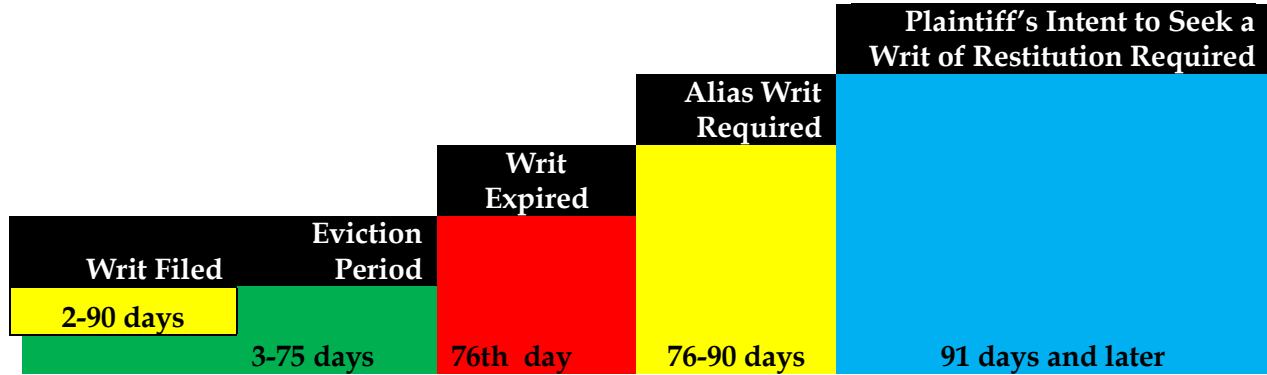 Plaintiff’s Intent to Seek a
Writ of Restitution Required
Alias Writ
Required
Writ
Expired
Eviction
Period
Writ Filed
2-90 days
3-75 days
76th  day
76-90 days
91 days and later